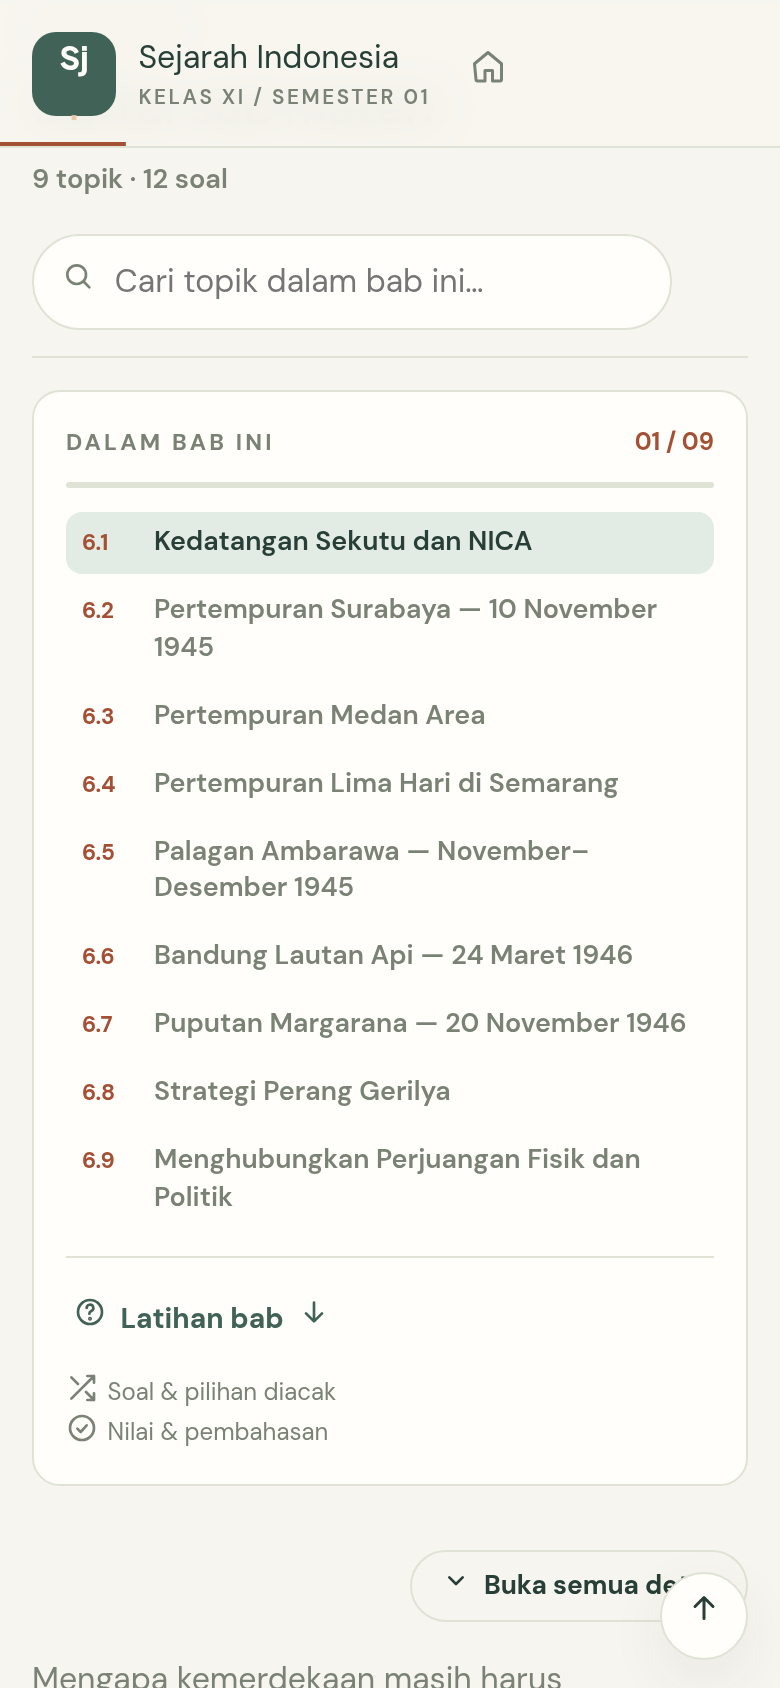 Sj
Sejarah Indonesia
KELAS XI / SEMESTER 01
9 topik · 12 soal
Cari topik dalam bab ini...
DALAM BAB INI
01 / 09
6.1 Kedatangan Sekutu dan NICA
6.2 Pertempuran Surabaya — 10 November
1945
6.3 Pertempuran Medan Area
6.4 Pertempuran Lima Hari di Semarang
6.5 Palagan Ambarawa — November–
Desember 1945
6.6 Bandung Lautan Api — 24 Maret 1946
6.7 Puputan Margarana — 20 November 1946
6.8 Strategi Perang Gerilya
6.9 Menghubungkan Perjuangan Fisik dan
Politik
Latihan bab
Soal & pilihan diacak
Nilai & pembahasan
Buka semua
Mengapa kemerdekaan masih harus